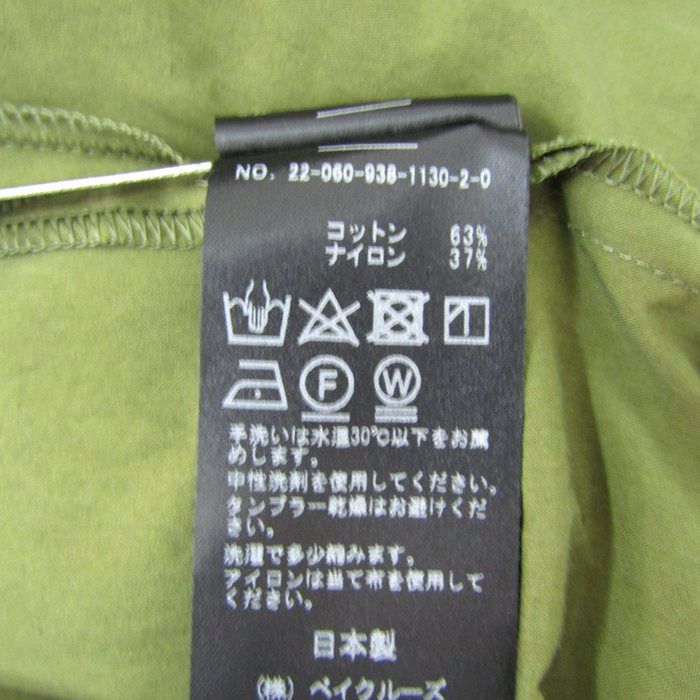 NO. 22-060-938-1130-2-0
コットン 63%
ナイロン 37%
F W
手洗いは水温30℃以下をお薦
めします。
中性洗剤を使用してください。
タンブラー乾燥はお避けくだ
さい。
洗濯で多少縮みます。
アイロンは当て布を使用して
ください。
日本製
(株) ベイクルーズ